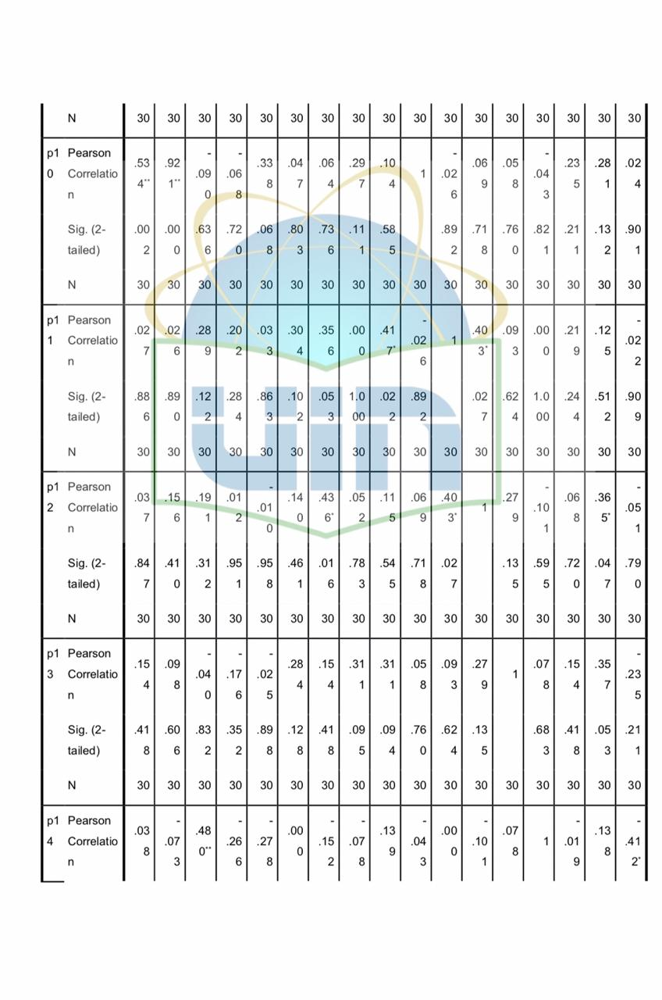 N 30 30 30 30 30 30 30 30 30 30 30 30 30 30 30 30 30
p10 Pearson Correlation .534** .921** -.090 -.068 .338 .047 .064 .297 .104 1 -.026 .069 .058 -.043 .235 .281 .024
Sig. (2-tailed) .002 .000 .636 .720 .068 .803 .736 .111 .585 .892 .718 .760 .821 .211 .132 .901
N 30 30 30 30 30 30 30 30 30 30 30 30 30 30 30 30 30
p11 Pearson Correlation .027 .026 .289 .202 .033 .304 .356 .000 .417* -.026 1 .403* .093 .000 .219 .125 -.022
Sig. (2-tailed) .886 .890 .122 .284 .863 .102 .053 1.000 .022 .892 .027 .624 1.000 .244 .512 .909
N 30 30 30 30 30 30 30 30 30 30 30 30 30 30 30 30 30
p12 Pearson Correlation .037 .156 .191 .012 -.010 .140 .436* .052 .115 .069 .403* 1 .279 -.101 .068 .365* -.051
Sig. (2-tailed) .847 .410 .312 .951 .958 .461 .016 .783 .545 .718 .027 .135 .595 .720 .047 .790
N 30 30 30 30 30 30 30 30 30 30 30 30 30 30 30 30 30
p13 Pearson Correlation .154 .098 -.040 -.176 -.025 .284 .154 .311 .311 .058 .093 .279 1 .078 .154 .357 -.235
Sig. (2-tailed) .418 .606 .832 .352 .898 .128 .418 .095 .094 .760 .624 .135 .683 .418 .053 .211
N 30 30 30 30 30 30 30 30 30 30 30 30 30 30 30 30 30
p14 Pearson Correlation .038 -.073 .480** -.266 -.278 .000 -.152 -.078 .139 -.043 .000 -.101 .078 1 -.019 .138 -.412*
uin